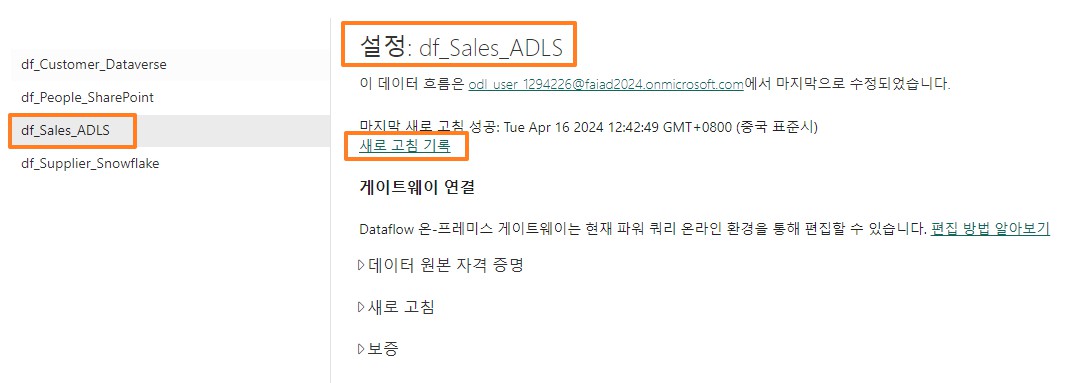 df_Customer_Dataverse
df_People_SharePoint
df_Sales_ADLS
df_Supplier_Snowflake
설정: df_Sales_ADLS
이 데이터 흐름은 odl_user_1294226@faiad2024.onmicrosoft.com에서 마지막으로 수정되었습니다.
마지막 새로 고침 성공: Tue Apr 16 2024 12:42:49 GMT+0800 (중국 표준시)
새로 고침 기록
게이트웨이 연결
Dataflow 온-프레미스 게이트웨이는 현재 파워 쿼리 온라인 환경을 통해 편집할 수 있습니다. 편집 방법 알아보기
데이터 원본 자격 증명
새로 고침
보증